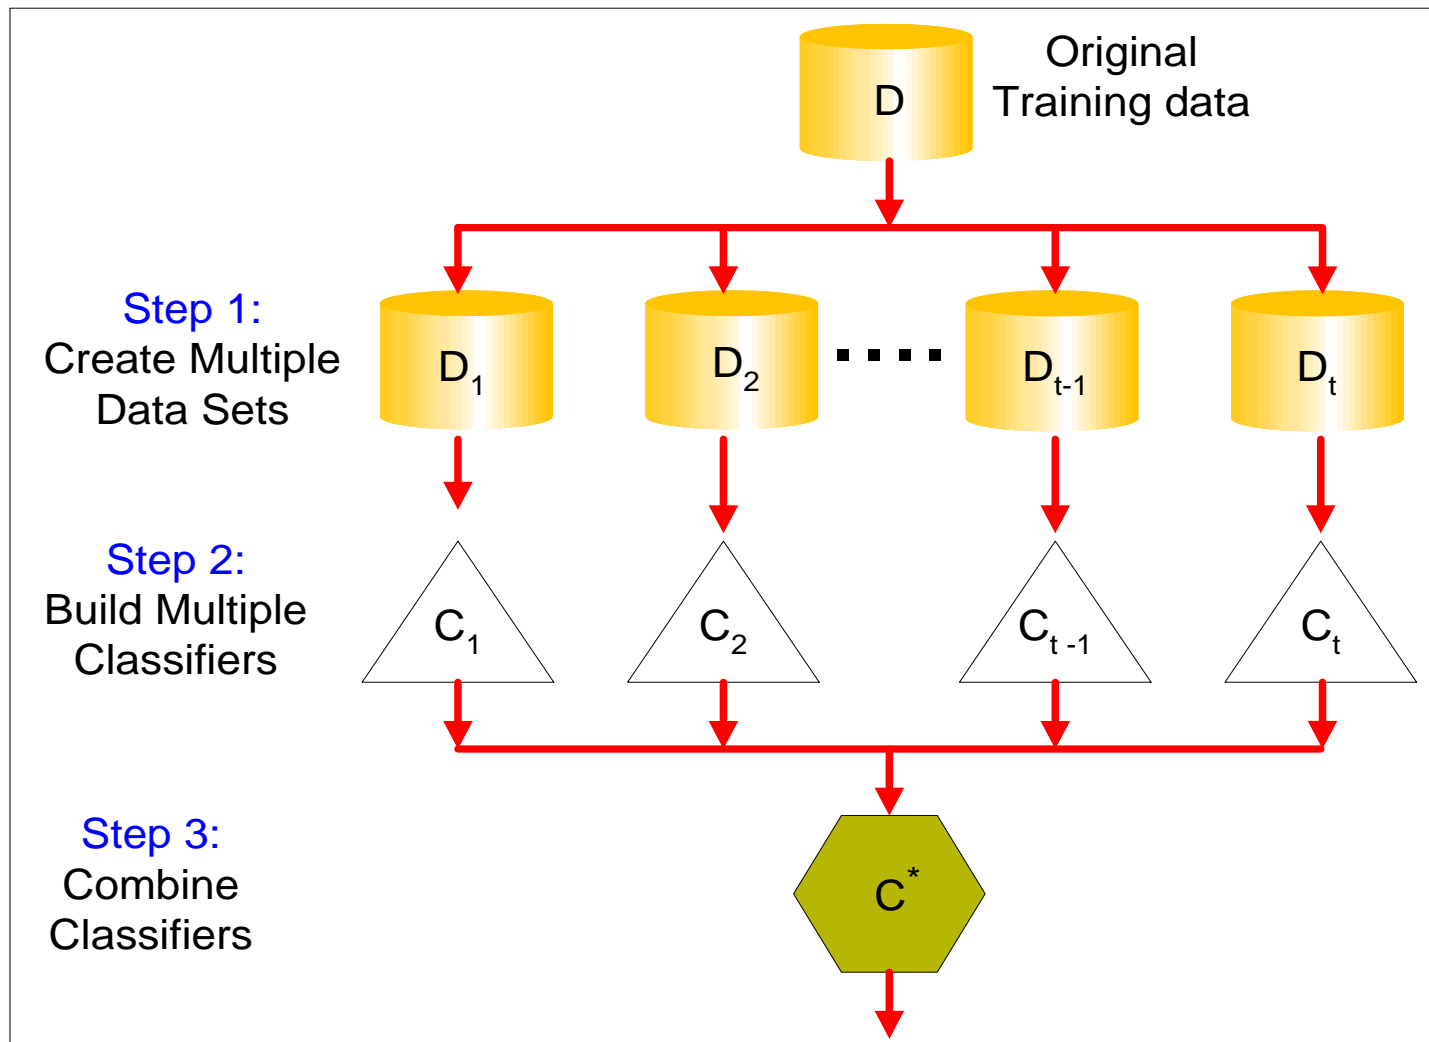 D
Original
Training data
Step 1:
Create Multiple
Data Sets
D1
D2
Dt-1
Dt
Step 2:
Build Multiple
Classifiers
C1
C2
Ct -1
Ct
Step 3:
Combine
Classifiers
C*